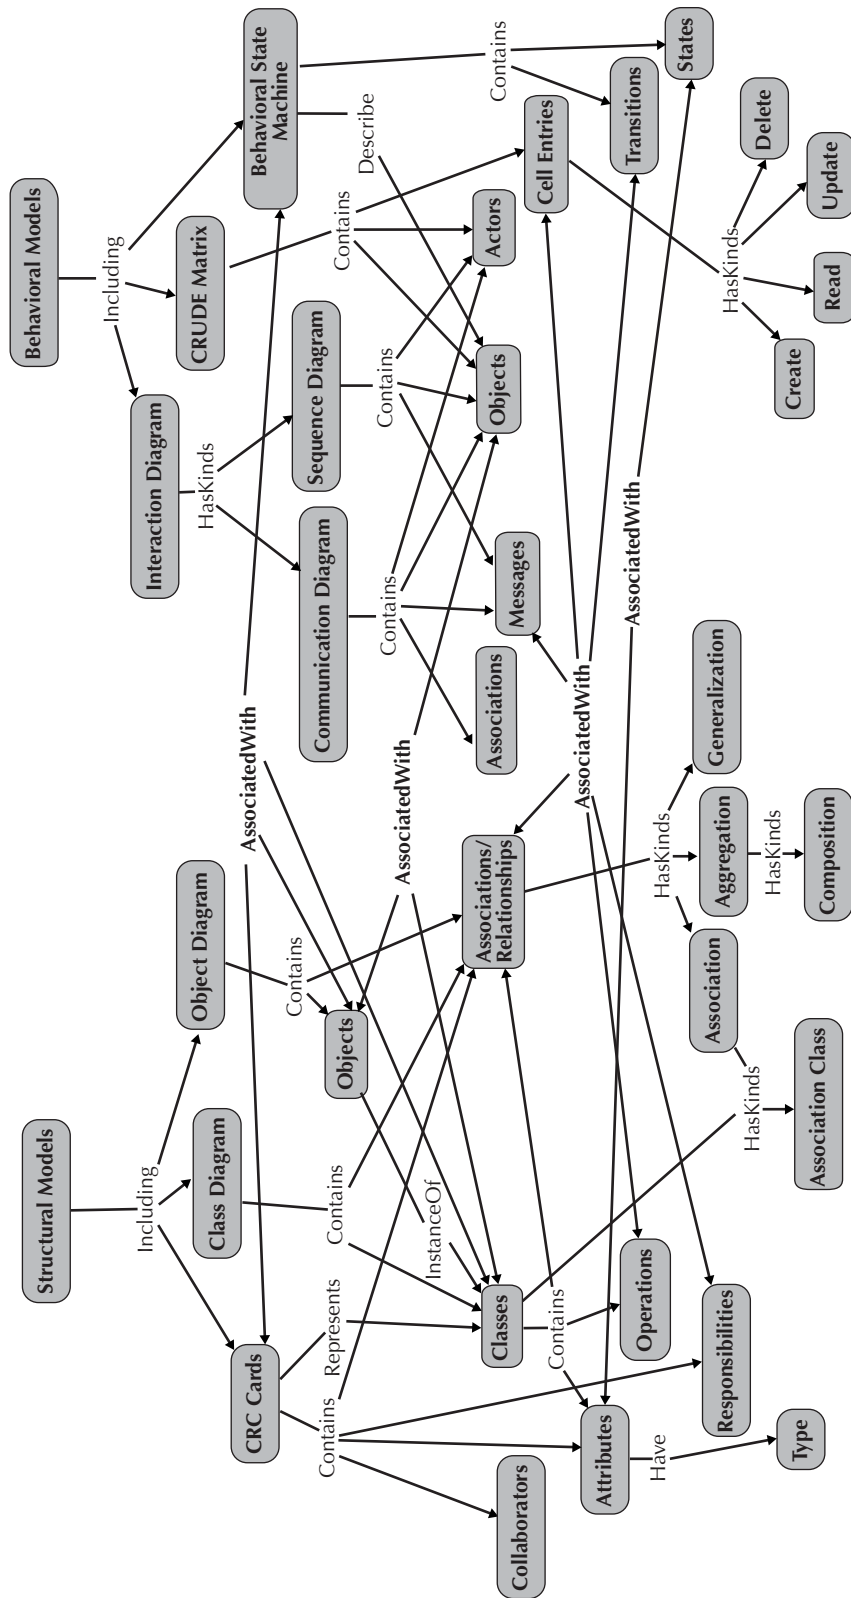 Structural Models
Including
CRC Cards
Class Diagram
Object Diagram
Contains
Represents
Contains
Contains
Objects
InstanceOf
Collaborators
Classes
Associations/
Relationships
Attributes
Contains
Operations
Have
Type
Responsibilities
HasKinds
Association
Aggregation
Generalization
HasKinds
Association Class
HasKinds
Composition
AssociatedWith
AssociatedWith
AssociatedWith
AssociatedWith
Behavioral Models
Including
Interaction Diagram
CRUDE Matrix
Behavioral State
Machine
HasKinds
Communication Diagram
Sequence Diagram
Contains
Contains
Contains
Describe
Contains
Associations
Messages
Objects
Actors
Cell Entries
Transitions
States
HasKinds
Create
Read
Update
Delete